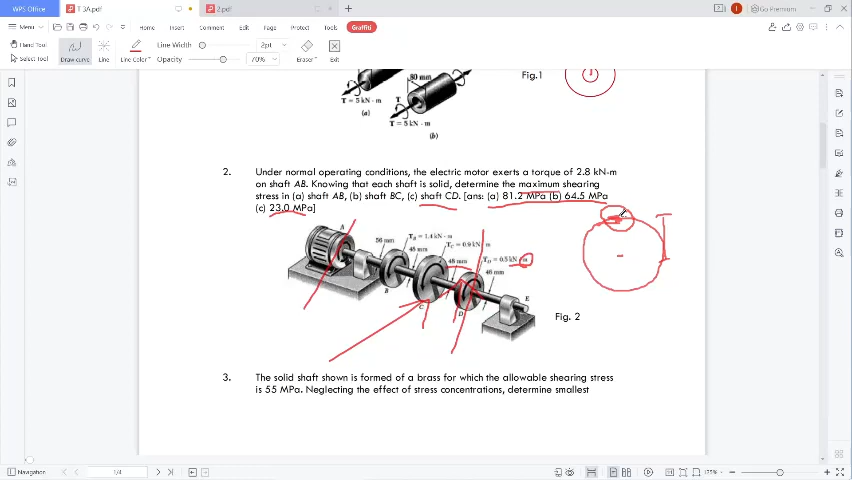 WPS Office
T 3A.pdf
2.pdf
Go Premium
Menu
Home
Insert
Comment
Edit
Page
Protect
Tools
Graffiti
Hand Tool
Select Tool
Draw curve
Line
Line Color
Line Width
2pt
Opacity
70%
Eraser
Exit
80 mm
T
T = 5 kN · m
(a)
T = 5 kN · m
(b)
Fig.1
2. Under normal operating conditions, the electric motor exerts a torque of 2.8 kN-m
on shaft AB. Knowing that each shaft is solid, determine the maximum shearing
stress in (a) shaft AB, (b) shaft BC, (c) shaft CD. [ans: (a) 81.2 MPa (b) 64.5 MPa
(c) 23.0 MPa]
A
56 mm
T_B = 1.4 kN · m
48 mm
T_C = 0.9 kN · m
48 mm
T_D = 0.5 kN · m
46 mm
B
C
D
E
Fig. 2
3. The solid shaft shown is formed of a brass for which the allowable shearing stress
is 55 MPa. Neglecting the effect of stress concentrations, determine smallest
Navigation
1/4